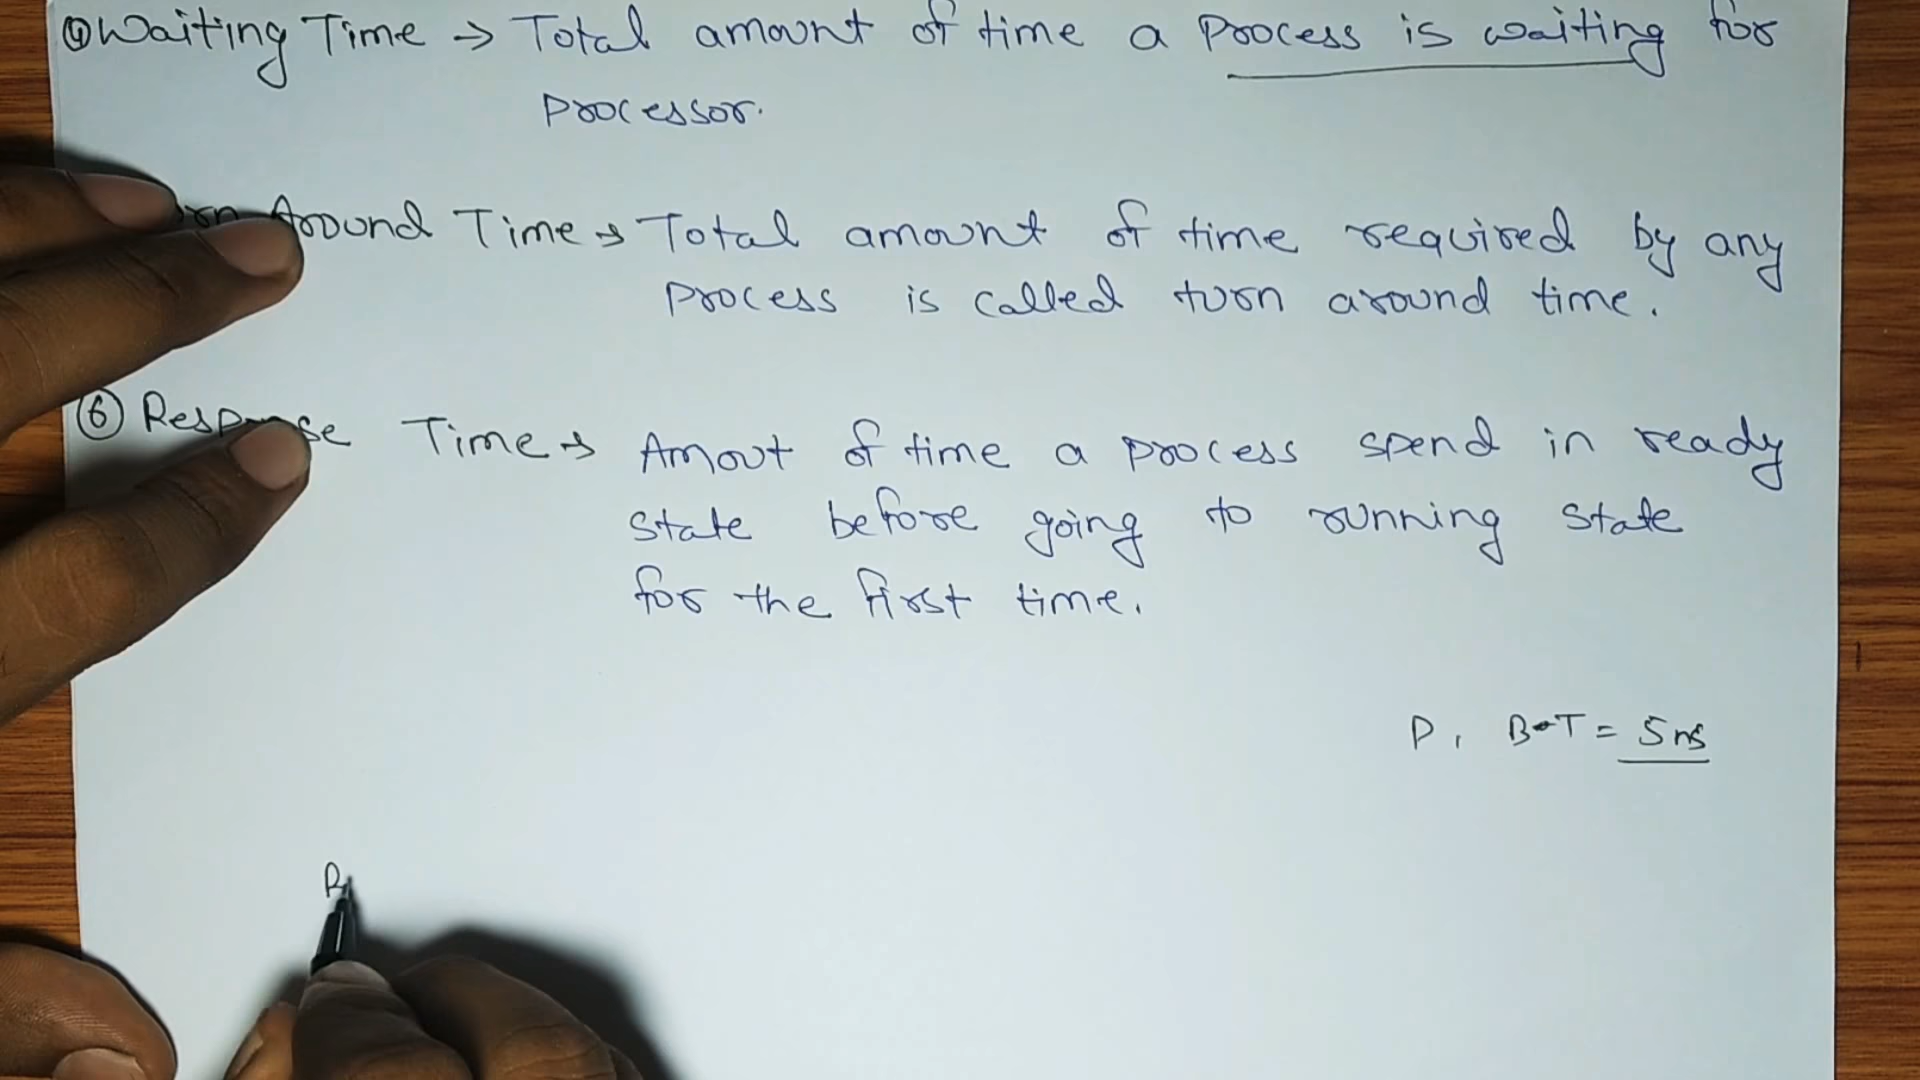 ④Waiting Time → Total amount of time a process is waiting for
processor.
Around Time → Total amount of time required by any
process is called turn around time.
⑥ Response Time → Amout of time a process spend in ready
state before going to running state
for the first time.
P1 B.T = 5ns